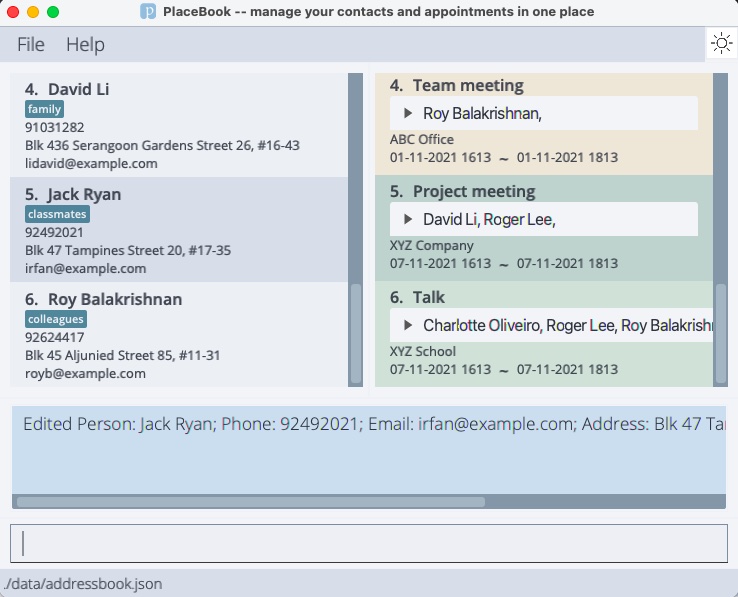 PlaceBook -- manage your contacts and appointments in one place
File Help
4. David Li
family
91031282
Blk 436 Serangoon Gardens Street 26, #16-43
lidavid@example.com
5. Jack Ryan
classmates
92492021
Blk 47 Tampines Street 20, #17-35
irfan@example.com
6. Roy Balakrishnan
colleagues
92624417
Blk 45 Aljunied Street 85, #11-31
royb@example.com
4. Team meeting
Roy Balakrishnan,
ABC Office
01-11-2021 1613 ~ 01-11-2021 1813
5. Project meeting
David Li, Roger Lee,
XYZ Company
07-11-2021 1613 ~ 07-11-2021 1813
6. Talk
Charlotte Oliveiro, Roger Lee, Roy Balakrishn
XYZ School
07-11-2021 1613 ~ 07-11-2021 1813
Edited Person: Jack Ryan; Phone: 92492021; Email: irfan@example.com; Address: Blk 47 Ta
./data/addressbook.json